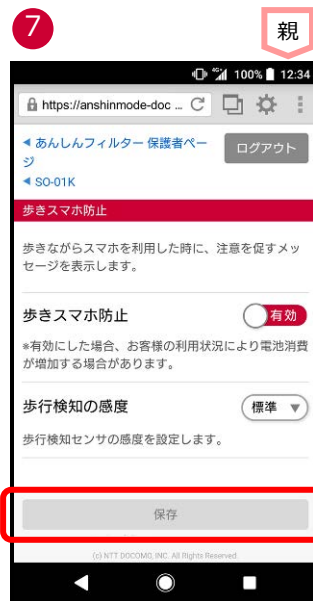 7
親
100% 12:34
https://anshinmode-doc ...
◀ あんしんフィルター 保護者ペー
ジ
ログアウト
◀ SO-01K
歩きスマホ防止
歩きながらスマホを利用した時に、注意を促すメッ
セージを表示します。
歩きスマホ防止
有効
*有効にした場合、お客様の利用状況により電池消費
が増加する場合があります。
歩行検知の感度
標準 ▼
歩行検知センサの感度を設定します。
保存
(c) NTT DOCOMO, INC. All Rights Reserved.